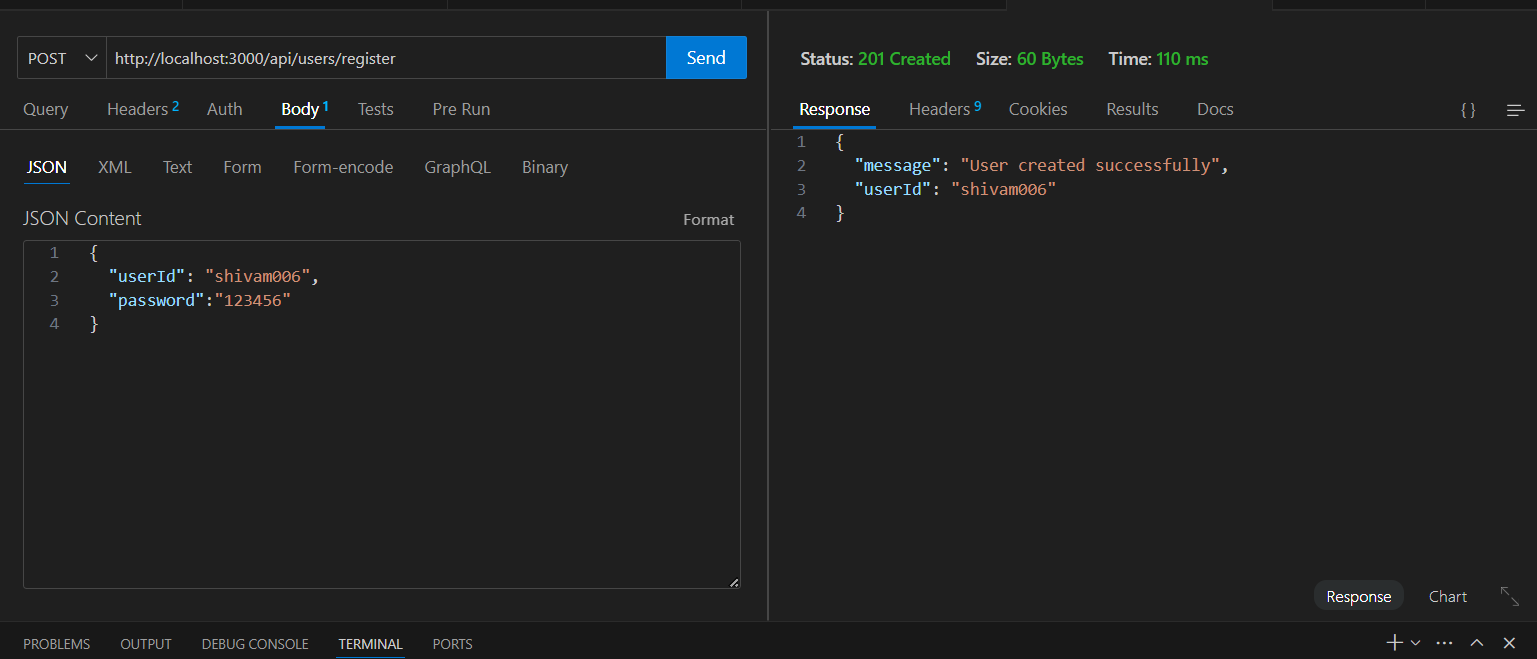 POST http://localhost:3000/api/users/register Send
Query Headers 2 Auth Body 1 Tests Pre Run
JSON XML Text Form Form-encode GraphQL Binary
JSON Content Format
1 {
2 "userId": "shivam006",
3 "password":"123456"
4 }
Status: 201 Created Size: 60 Bytes Time: 110 ms
Response Headers 9 Cookies Results Docs {}
1 {
2 "message": "User created successfully",
3 "userId": "shivam006"
4 }
Response Chart
PROBLEMS OUTPUT DEBUG CONSOLE TERMINAL PORTS